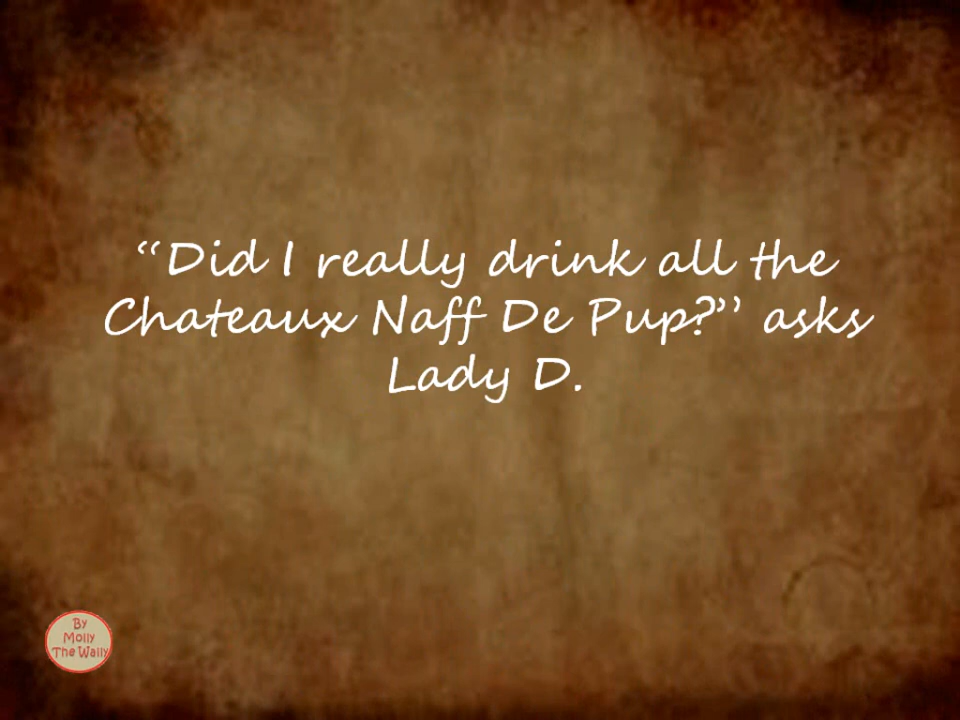 “Did I really drink all the
Chateaux Naff De Pup?” asks
Lady D.
By
Molly
The Wally